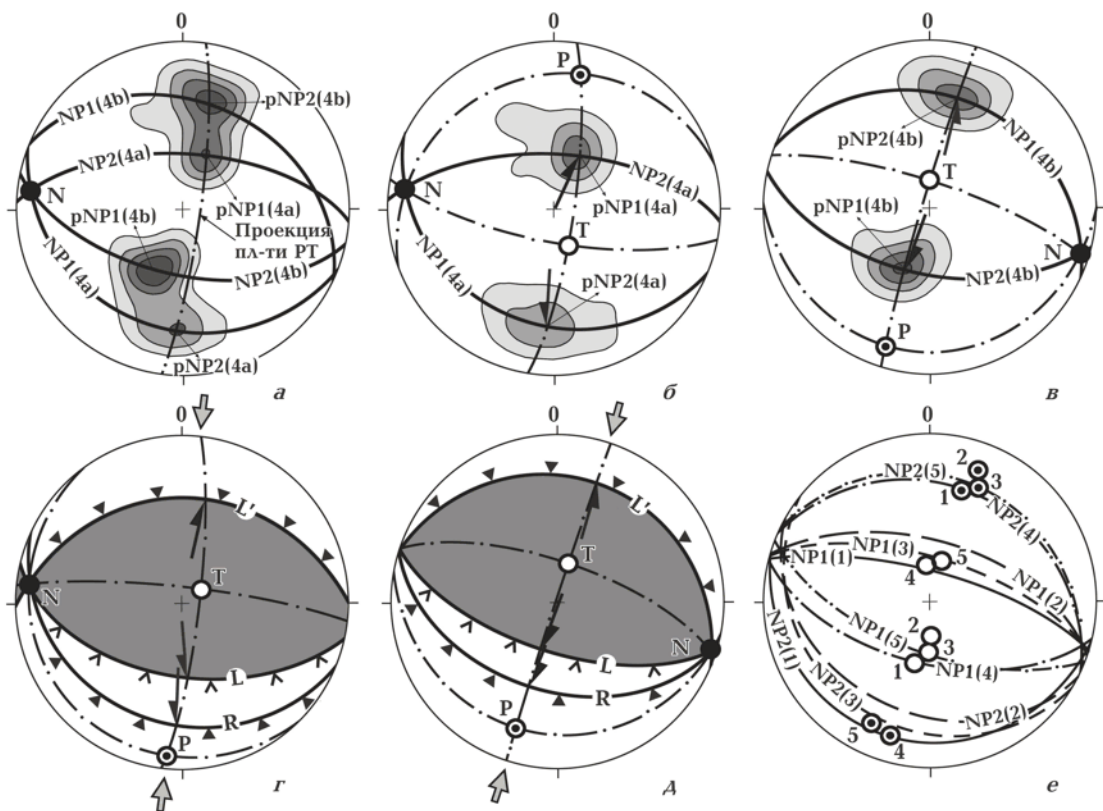 0
NP1(4b)
pNP2(4b)
NP2(4a)
N
pNP1(4b)
pNP1(4a)
Проекция
пл-ти PT
NP1(4a)
NP2(4b)
pNP2(4a)
а
0
P
N
NP2(4a)
pNP1(4a)
T
NP1(4a)
pNP2(4a)
б
0
pNP2(4b)
NP1(4b)
T
pNP1(4b)
N
NP2(4b)
P
в
0
L'
N
T
L
R
P
г
0
L'
T
N
L
R
P
д
0
NP2(5)
2
1
3
NP2(4)
NP1(1)
NP1(3)
5
4
NP1(2)
NP2(1)
NP1(5)
2
3
1
NP1(4)
NP2(3)
NP2(2)
5
4
е